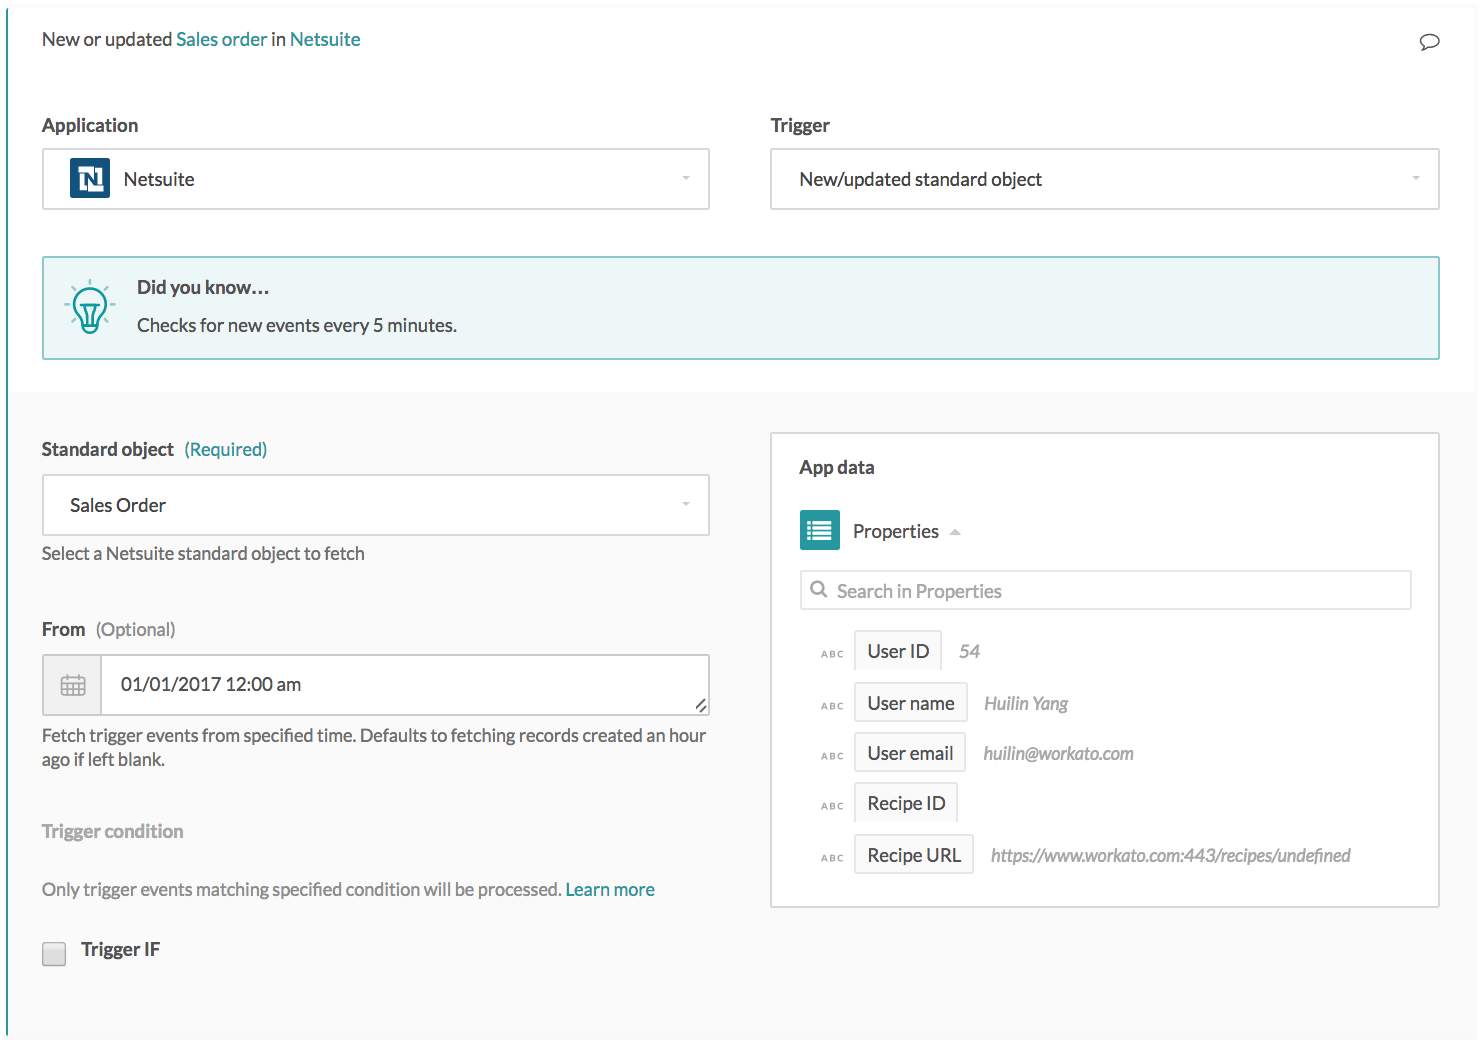 New or updated Sales order in Netsuite
Application
Trigger
Netsuite
New/updated standard object
Did you know...
Checks for new events every 5 minutes.
Standard object (Required)
Sales Order
Select a Netsuite standard object to fetch
From (Optional)
01/01/2017 12:00 am
Fetch trigger events from specified time. Defaults to fetching records created an hour
ago if left blank.
Trigger condition
Only trigger events matching specified condition will be processed. Learn more
Trigger IF
App data
Properties
Search in Properties
ABC User ID 54
ABC User name Huilin Yang
ABC User email huilin@workato.com
ABC Recipe ID
ABC Recipe URL https://www.workato.com:443/recipes/undefined